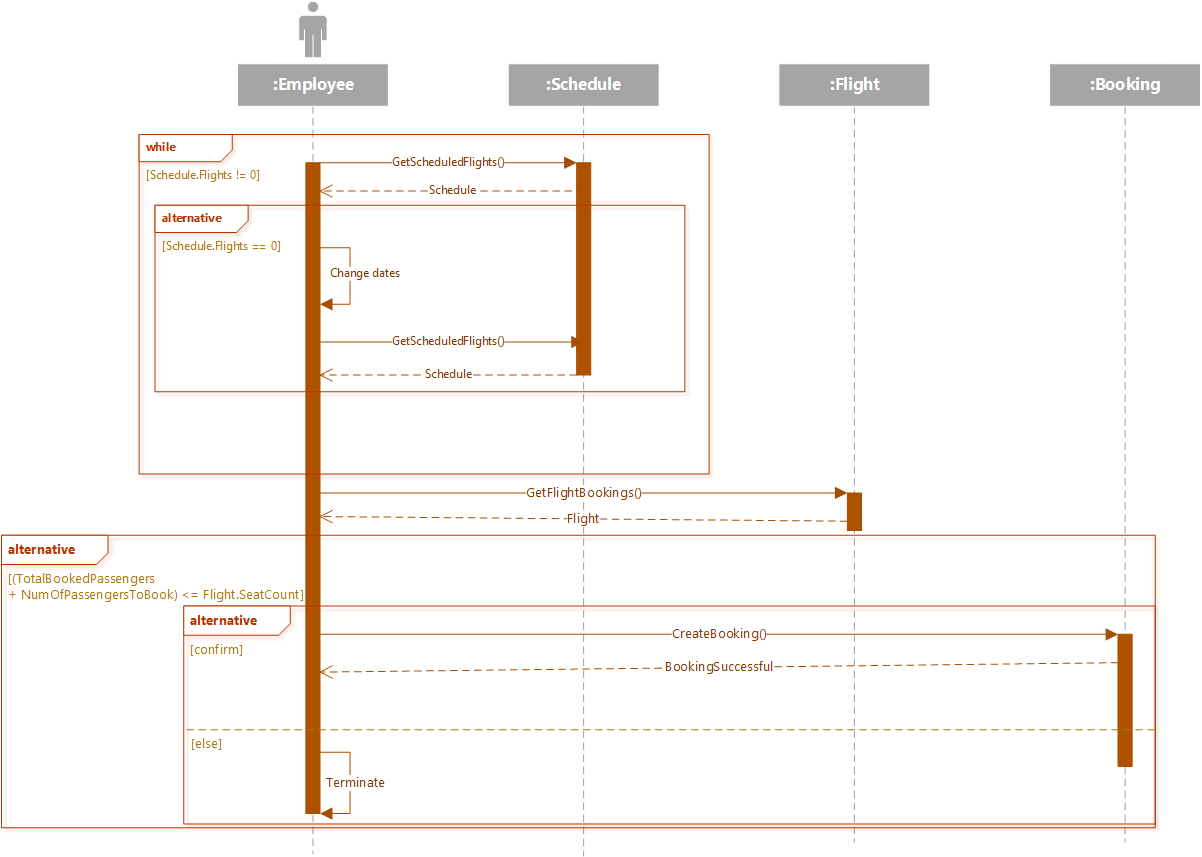 :Employee
:Schedule
:Flight
:Booking
while
[Schedule.Flights != 0]
GetScheduledFlights()
Schedule
alternative
[Schedule.Flights == 0]
Change dates
GetScheduledFlights()
Schedule
GetFlightBookings()
Flight
alternative
[(TotalBookedPassengers
+ NumOfPassengersToBook) <= Flight.SeatCount]
alternative
[confirm]
CreateBooking()
BookingSuccessful
[else]
Terminate